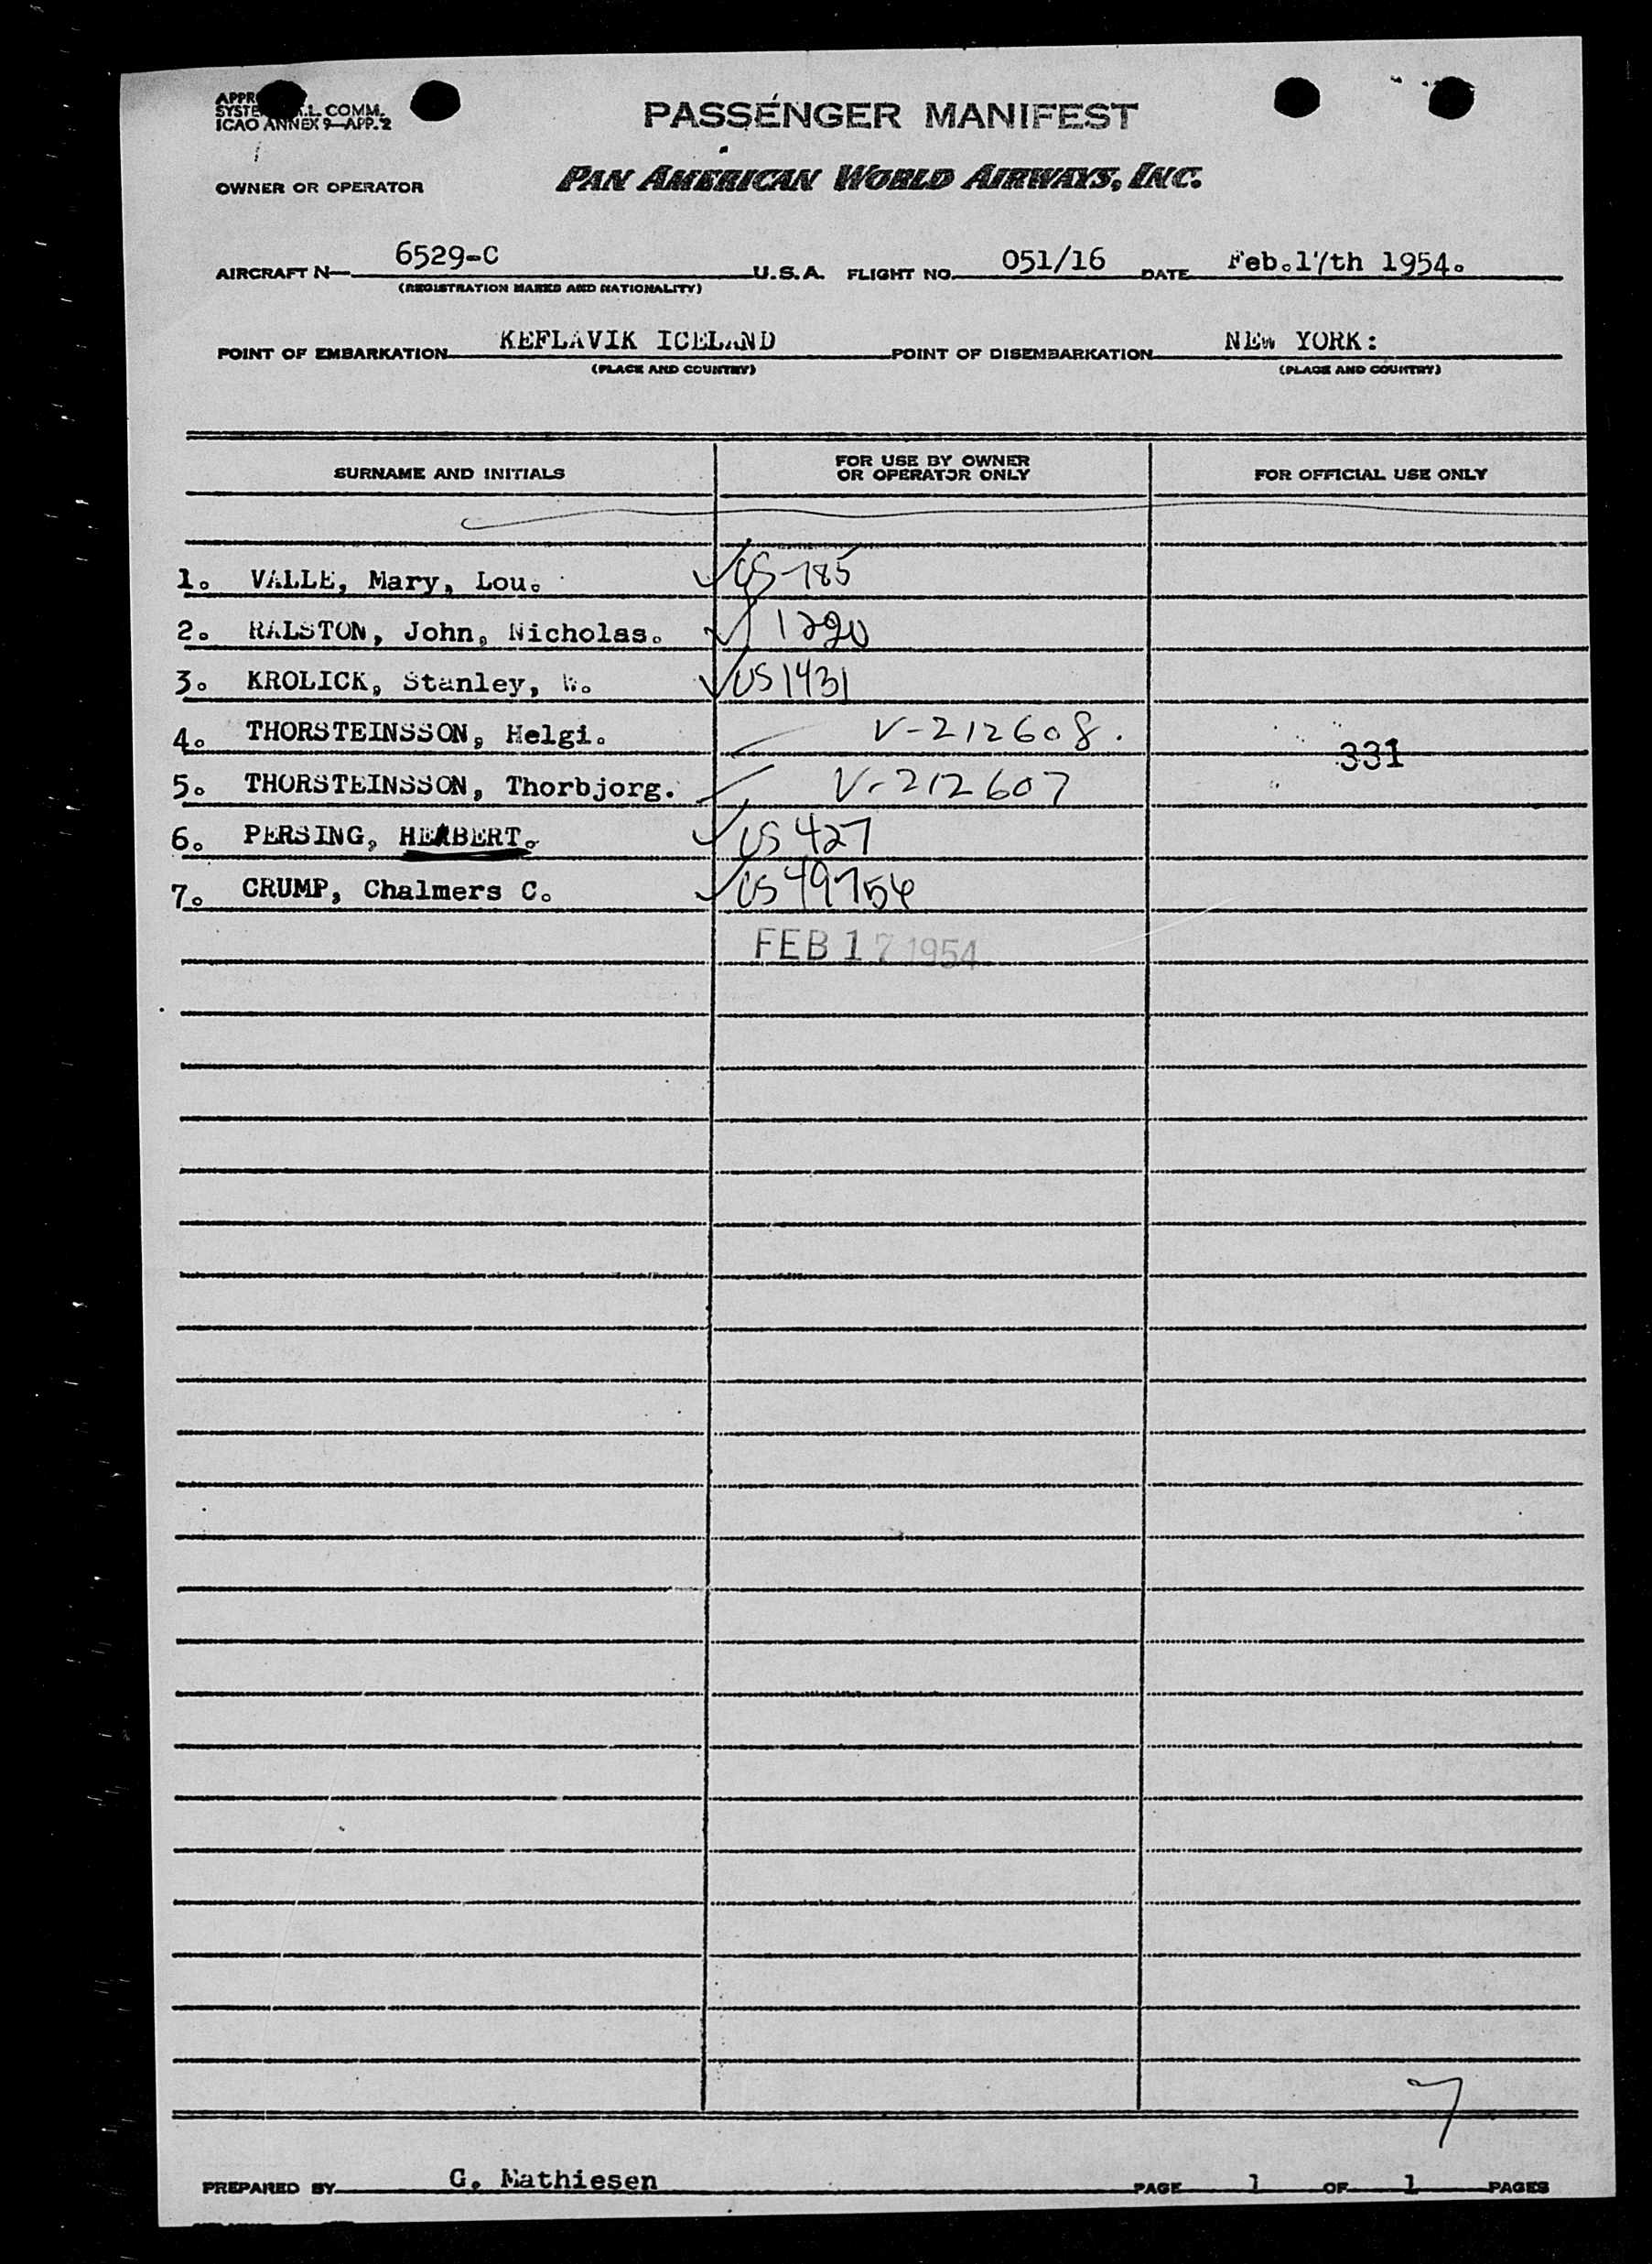 PASSENGER MANIFEST
L. COMM.
ICAO ANNEX 9—APP. 2
OWNER OR OPERATOR PAN AMERICAN WORLD AIRWAYS, INC.
AIRCRAFT N— 6529-C U.S.A. FLIGHT NO. 051/16 DATE Feb.17th 1954.
(REGISTRATION MARKS AND NATIONALITY)
POINT OF EMBARKATION KEFLAVIK ICELAND POINT OF DISEMBARKATION NEW YORK:
(PLACE AND COUNTRY) (PLACE AND COUNTRY)
SURNAME AND INITIALS FOR USE BY OWNER OR OPERATOR ONLY FOR OFFICIAL USE ONLY
1. VALLE, Mary, Lou. US-185
2. RALSTON, John, Nicholas. 1290
3. KROLICK, Stanley, W. US 1431
4. THORSTEINSSON, Helgi. V-212608.
331
5. THORSTEINSSON, Thorbjorg. V-212607
6. PERSING, HERBERT. US 427
7. CRUMP, Chalmers C. US 49754
FEB 17 1954
7
PREPARED BY G. Mathiesen PAGE 1 OF 1 PAGES